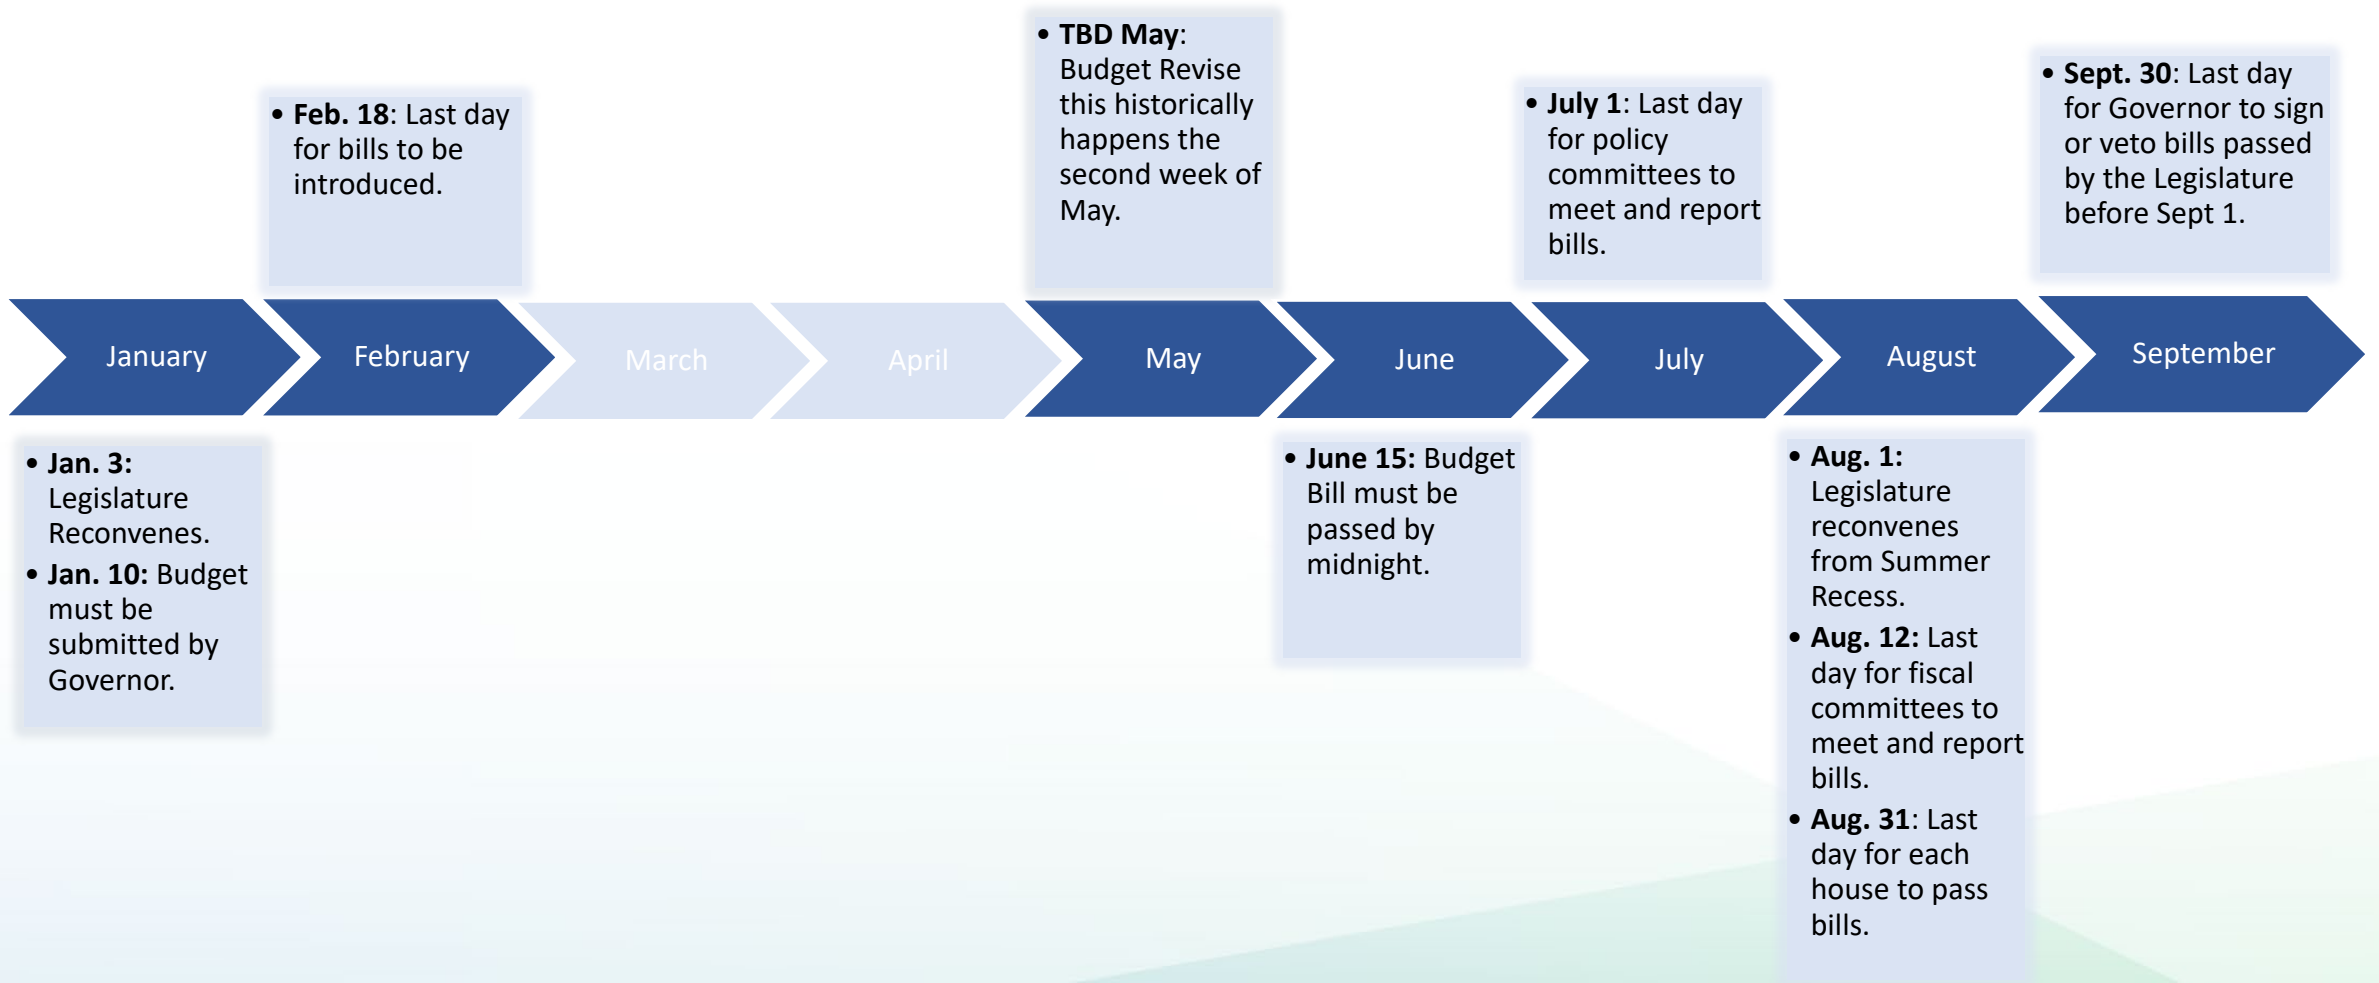 • TBD May:
Budget Revise
this historically
happens the
second week of
May.
• Sept. 30: Last day
for Governor to sign
or veto bills passed
by the Legislature
before Sept 1.
• Feb. 18: Last day
for bills to be
introduced.
• July 1: Last day
for policy
committees to
meet and report
bills.
January
February
March
April
May
June
July
August
September
• Jan. 3:
Legislature
Reconvenes.
• Jan. 10: Budget
must be
submitted by
Governor.
• June 15: Budget
Bill must be
passed by
midnight.
• Aug. 1:
Legislature
reconvenes
from Summer
Recess.
• Aug. 12: Last
day for fiscal
committees to
meet and report
bills.
• Aug. 31: Last
day for each
house to pass
bills.